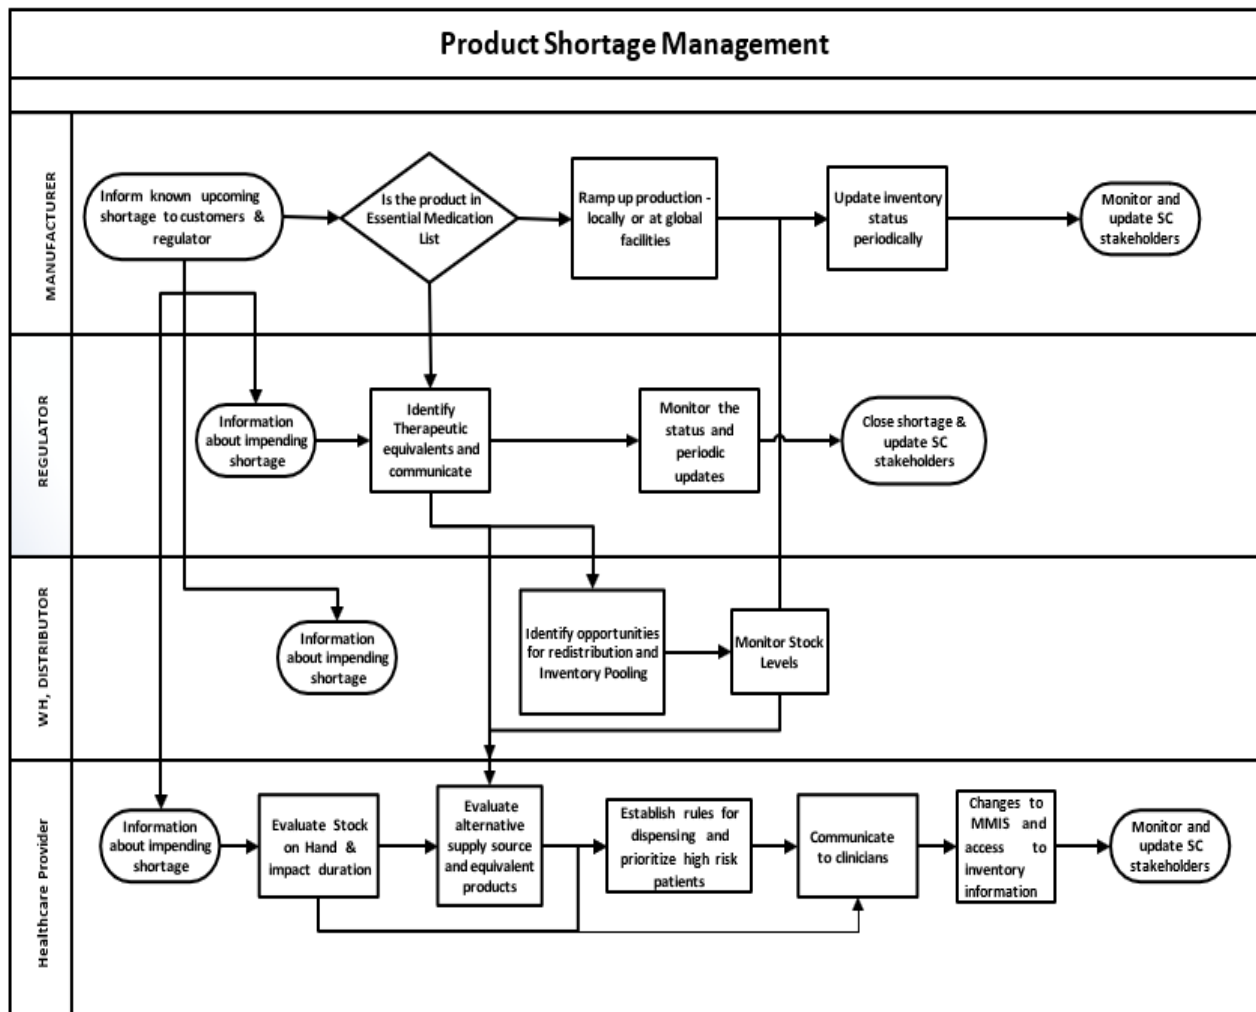 Product Shortage Management
MANUFACTURER
Inform known upcoming
shortage to customers &
regulator
Is the product in
Essential Medication
List
Ramp up production -
locally or at global
facilities
Update inventory
status
periodically
Monitor and
update SC
stakeholders
REGULATOR
Information
about impending
shortage
Identify
Therapeutic
equivalents and
communicate
Monitor the
status and
periodic
updates
Close shortage &
update SC
stakeholders
WH, DISTRIBUTOR
Information
about impending
shortage
Identify opportunities
for redistribution and
Inventory Pooling
Monitor Stock
Levels
Healthcare Provider
Information
about impending
shortage
Evaluate Stock
on Hand &
impact duration
Evaluate
alternative
supply source
and equivalent
products
Establish rules for
dispensing and
prioritize high risk
patients
Communicate
to clinicians
Changes to
MMIS and
access to
inventory
information
Monitor and
update SC
stakeholders